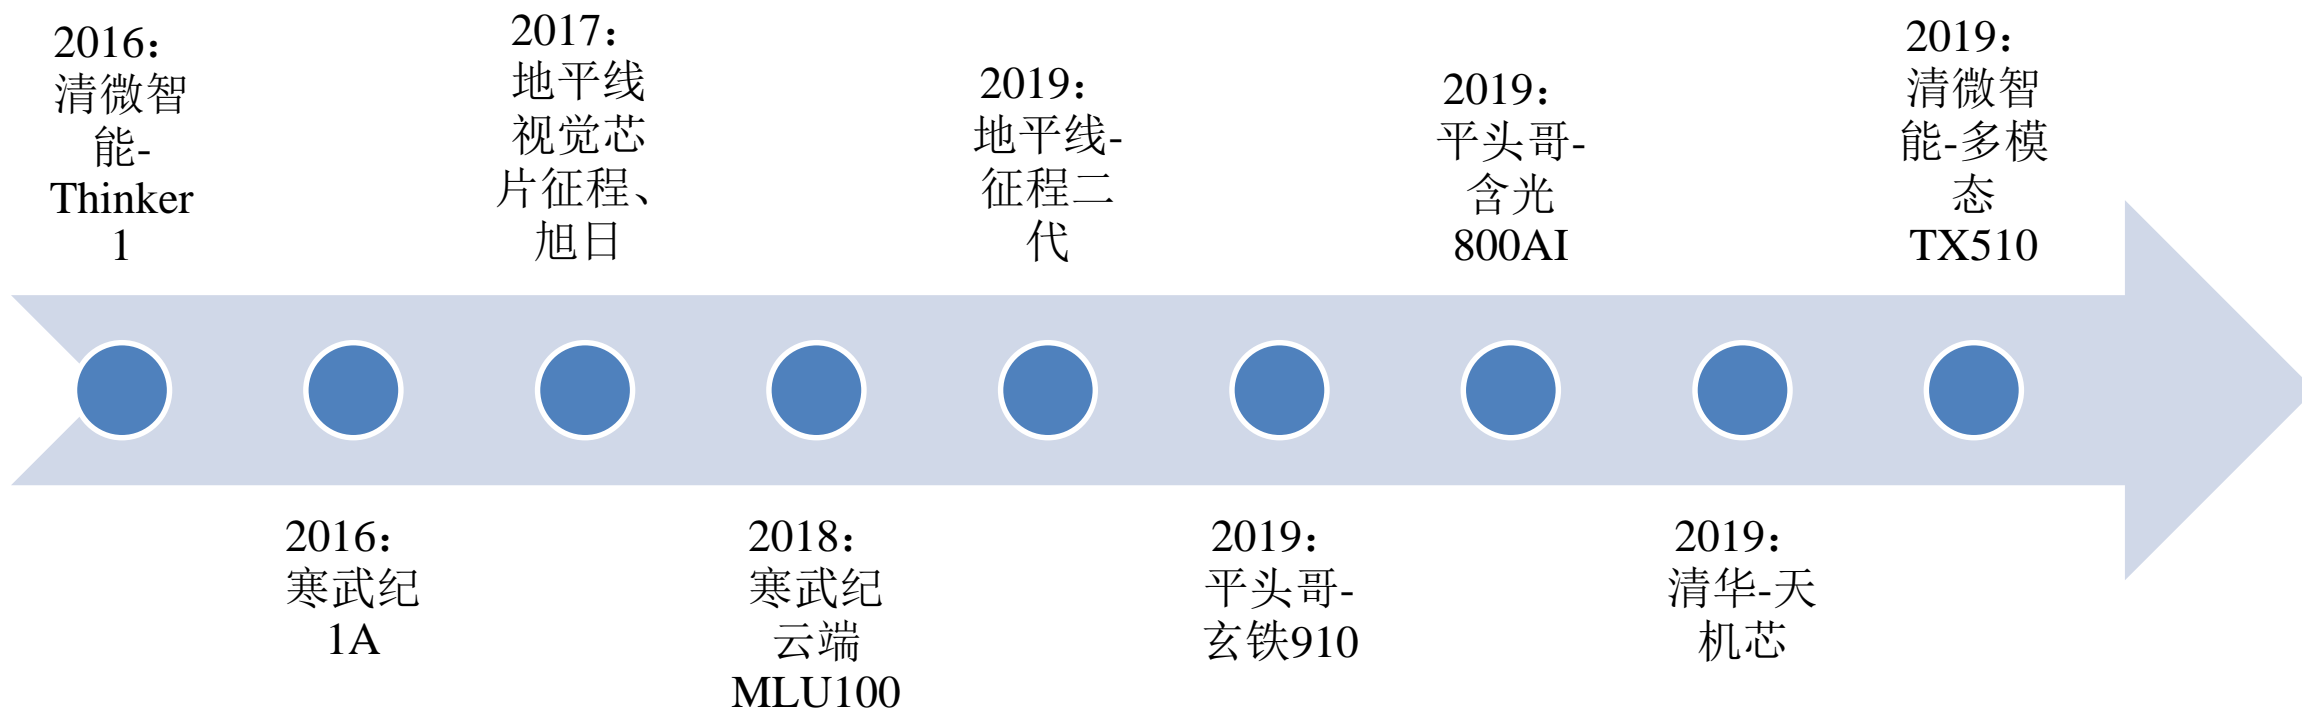 2016：
清微智
能-
Thinker
1
2016：
寒武纪
1A
2017：
地平线
视觉芯
片征程、
旭日
2018：
寒武纪
云端
MLU100
2019：
地平线-
征程二
代
2019：
平头哥-
玄铁910
2019：
平头哥-
含光
800AI
2019：
清华-天
机芯
2019：
清微智
能-多模
态
TX510